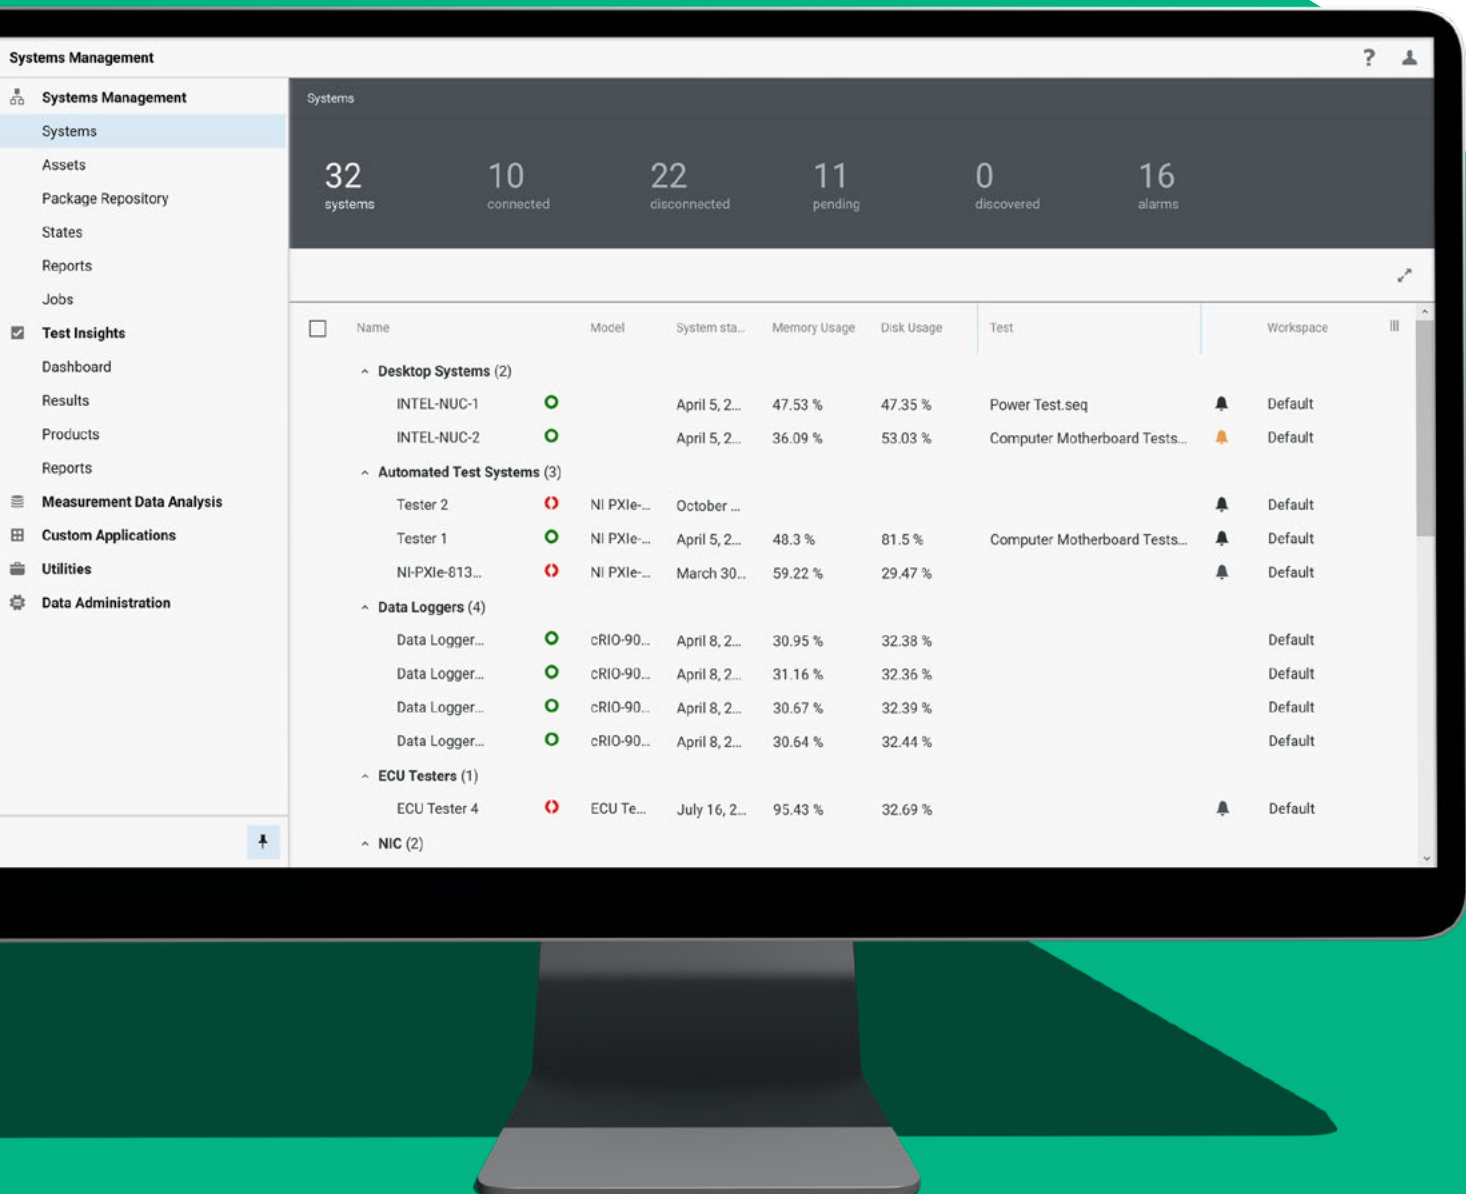 Systems Management
?
Systems Management
Systems
Assets
Package Repository
States
Reports
Jobs
Test Insights
Dashboard
Results
Products
Reports
Measurement Data Analysis
Custom Applications
Utilities
Data Administration
Systems
32 10 22 11 0 16
systems connected disconnected pending discovered alarms
Name Model System sta... Memory Usage Disk Usage Test Workspace
Desktop Systems (2)
INTEL-NUC-1 April 5, 2... 47.53 % 47.35 % Power Test.seq Default
INTEL-NUC-2 April 5, 2... 36.09 % 53.03 % Computer Motherboard Tests... Default
Automated Test Systems (3)
Tester 2 NI PXIe-... October ... Default
Tester 1 NI PXIe-... April 5, 2... 48.3 % 81.5 % Computer Motherboard Tests... Default
NI-PXIe-813... NI PXIe-... March 30... 59.22 % 29.47 % Default
Data Loggers (4)
Data Logger... cRIO-90... April 8, 2... 30.95 % 32.38 % Default
Data Logger... cRIO-90... April 8, 2... 31.16 % 32.36 % Default
Data Logger... cRIO-90... April 8, 2... 30.67 % 32.39 % Default
Data Logger... cRIO-90... April 8, 2... 30.64 % 32.44 % Default
ECU Testers (1)
ECU Tester 4 ECU Te... July 16, 2... 95.43 % 32.69 % Default
NIC (2)